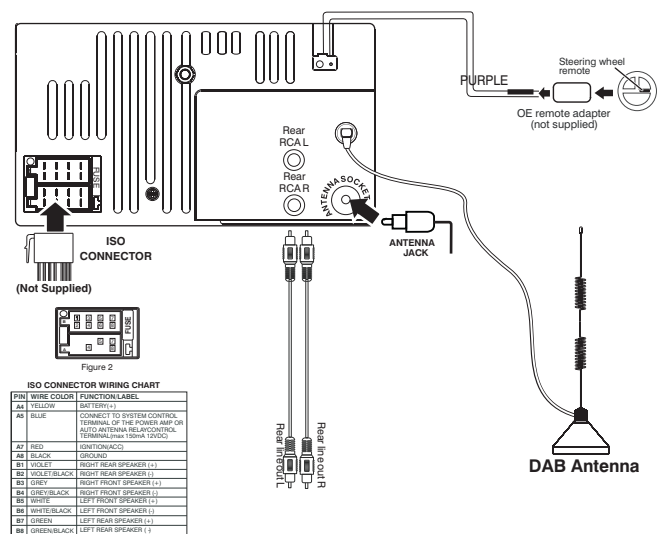 Steering wheel
remote
PURPLE
OE remote adapter
(not supplied)
Rear
RCA L
Rear
RCA R
ANTENNA SOCKET
FUSE
ANTENNA
JACK
ISO
CONNECTOR
(Not Supplied)
FUSE
B
A
Figure 2
Rear line out L
Rear line out R
DAB Antenna
ISO CONNECTOR WIRING CHART
PIN WIRE COLOR FUNCTION/LABEL
A4 YELLOW BATTERY(+)
A5 BLUE CONNECT TO SYSTEM CONTROL
TERMINAL OF THE POWER AMP OR
AUTO ANTENNA RELAYCONTROL
TERMINAL(max 150mA 12VDC)
A7 RED IGNITION(ACC)
A8 BLACK GROUND
B1 VIOLET RIGHT REAR SPEAKER (+)
B2 VIOLET/BLACK RIGHT REAR SPEAKER (-)
B3 GREY RIGHT FRONT SPEAKER (+)
B4 GREY/BLACK RIGHT FRONT SPEAKER (-)
B5 WHITE LEFT FRONT SPEAKER (+)
B6 WHITE/BLACK LEFT FRONT SPEAKER (-)
B7 GREEN LEFT REAR SPEAKER (+)
B8 GREEN/BLACK LEFT REAR SPEAKER (-)